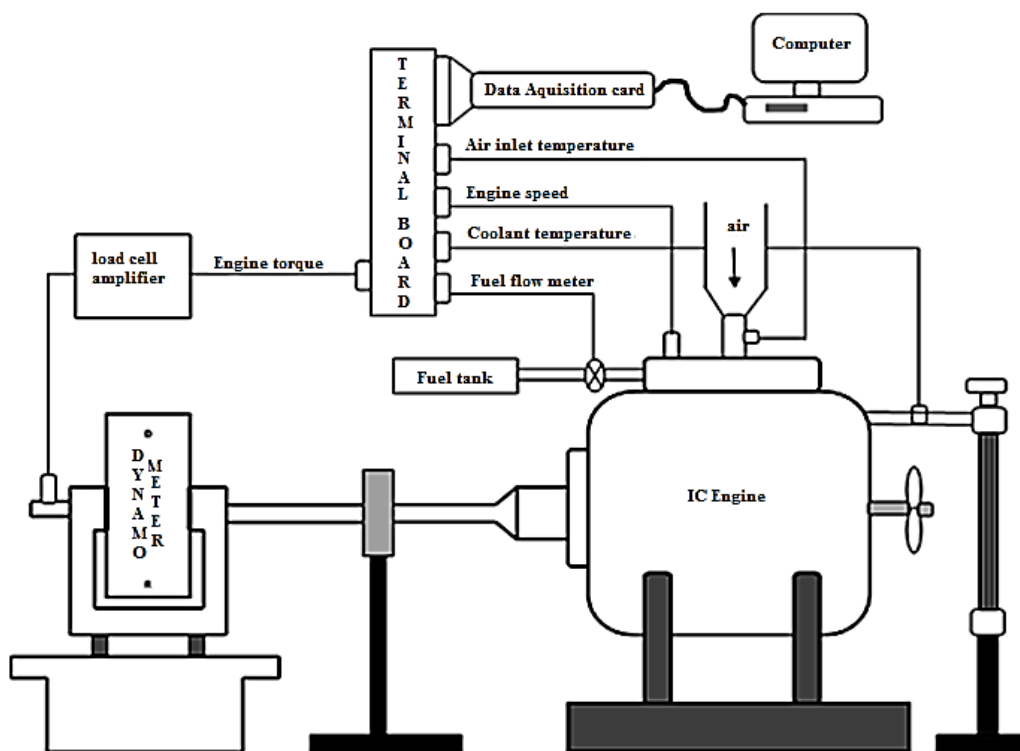 Computer
TERMINAL BOARD
Data Aquisition card
Air inlet temperature
Engine speed
air
Coolant temperature
load cell
amplifier
Engine torque
Fuel flow meter
Fuel tank
DYNAMO
METER
IC Engine